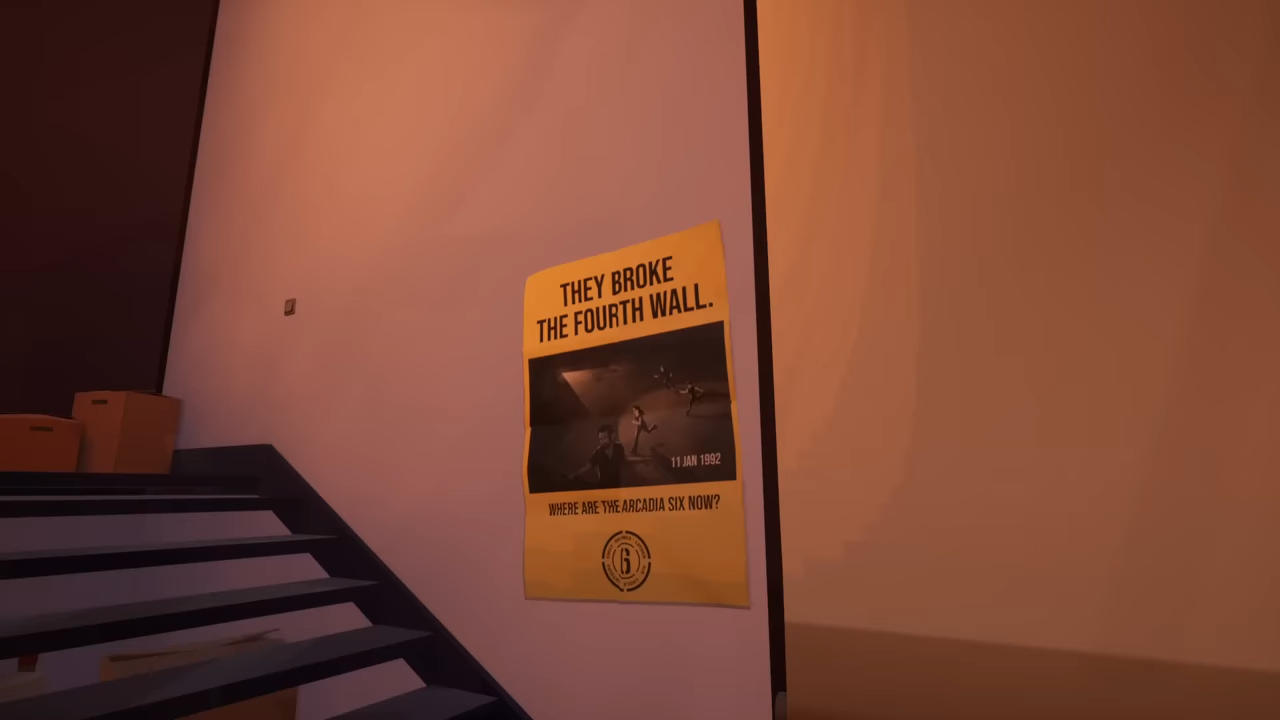 THEY BROKE
THE FOURTH WALL.
11 JAN 1992
WHERE ARE THE ARCADIA SIX NOW?
6